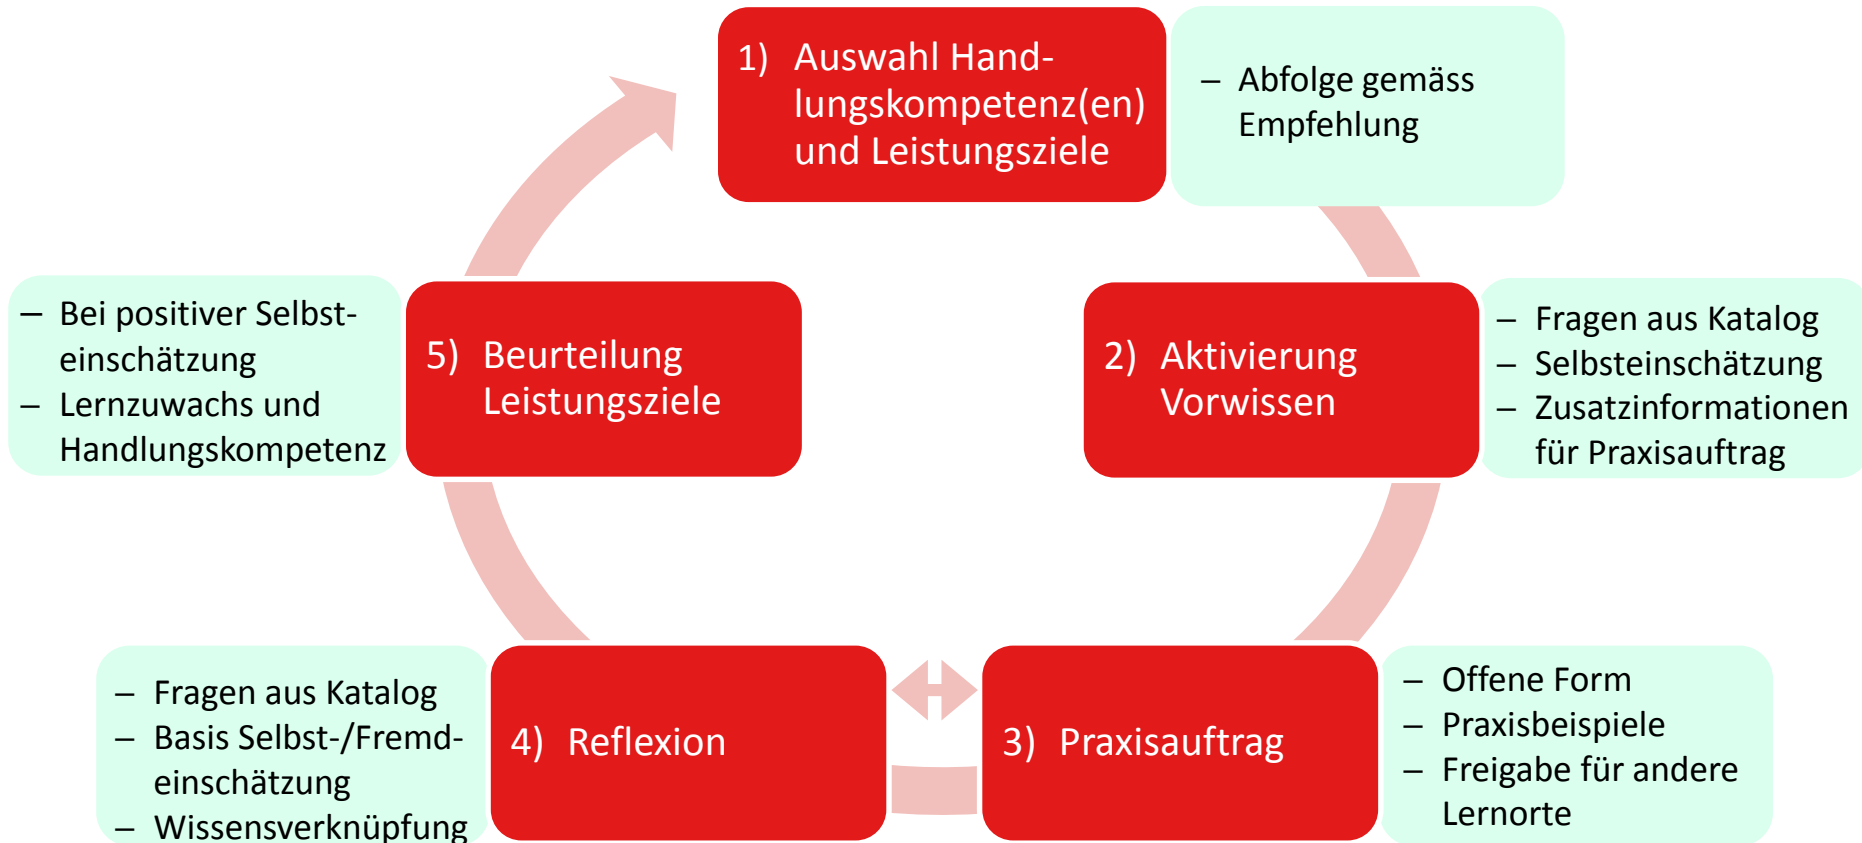 1) Auswahl Hand-
lungskompetenz(en)
und Leistungsziele
– Abfolge gemäss
Empfehlung
2) Aktivierung
Vorwissen
– Fragen aus Katalog
– Selbsteinschätzung
– Zusatzinformationen
für Praxisauftrag
3) Praxisauftrag
– Offene Form
– Praxisbeispiele
– Freigabe für andere
Lernorte
4) Reflexion
– Fragen aus Katalog
– Basis Selbst-/Fremd-
einschätzung
– Wissensverknüpfung
5) Beurteilung
Leistungsziele
– Bei positiver Selbst-
einschätzung
– Lernzuwachs und
Handlungskompetenz